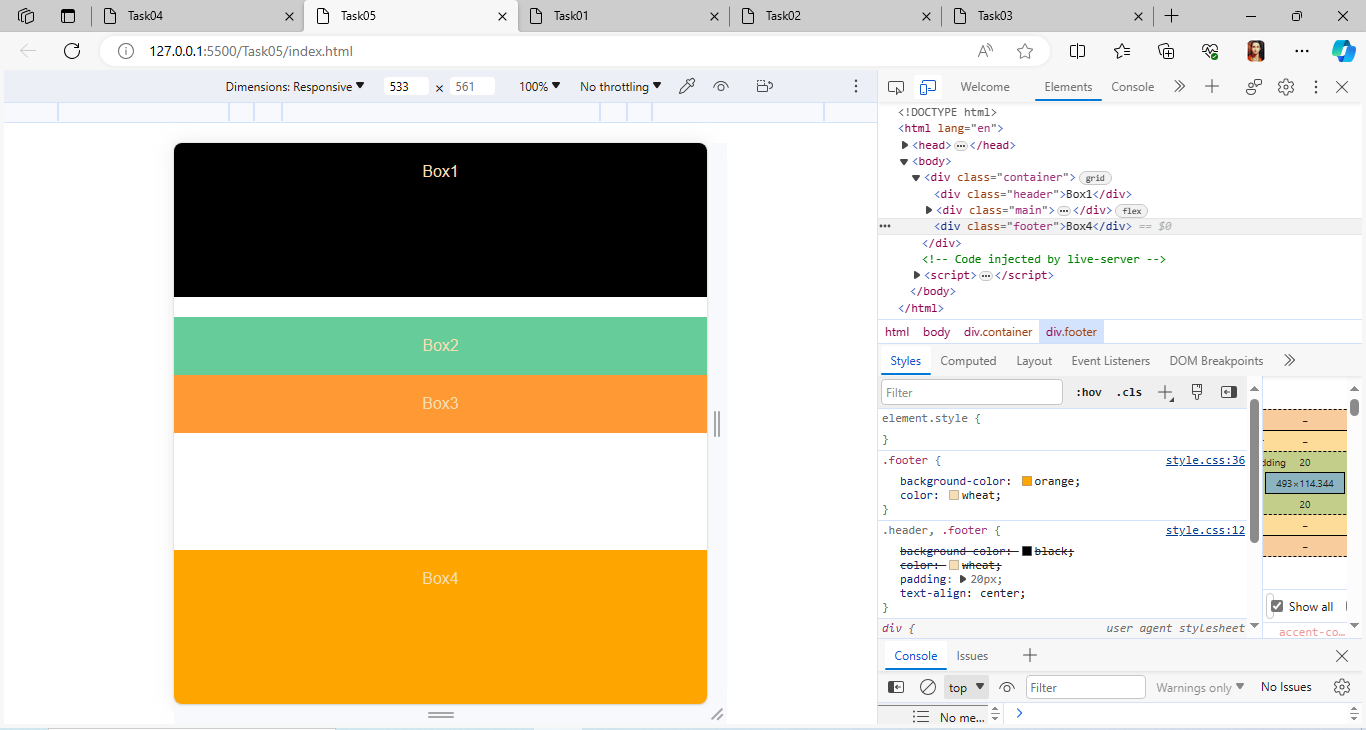 Task04 Task05 Task01 Task02 Task03
127.0.0.1:5500/Task05/index.html
Dimensions: Responsive 533 × 561 100% No throttling
Welcome Elements Console
Box1
Box2
Box3
Box4
<!DOCTYPE html>
<html lang="en">
<head> ⋯ </head>
<body>
<div class="container"> grid
<div class="header">Box1</div>
<div class="main"> ⋯ </div> flex
<div class="footer">Box4</div> == $0
</div>
<!-- Code injected by live-server -->
<script> ⋯ </script>
</body>
</html>
html body div.container div.footer
Styles Computed Layout Event Listeners DOM Breakpoints
Filter :hov .cls
element.style {
}
.footer { style.css:36
background-color: orange;
color: wheat;
}
.header, .footer { style.css:12
background-color: black;
color: wheat;
padding: 20px;
text-align: center;
}
div { user agent stylesheet
–
–
dding 20
493×114.344
20
–
–
Show all
accent-co…
Console Issues
top Filter Warnings only No Issues
No me...